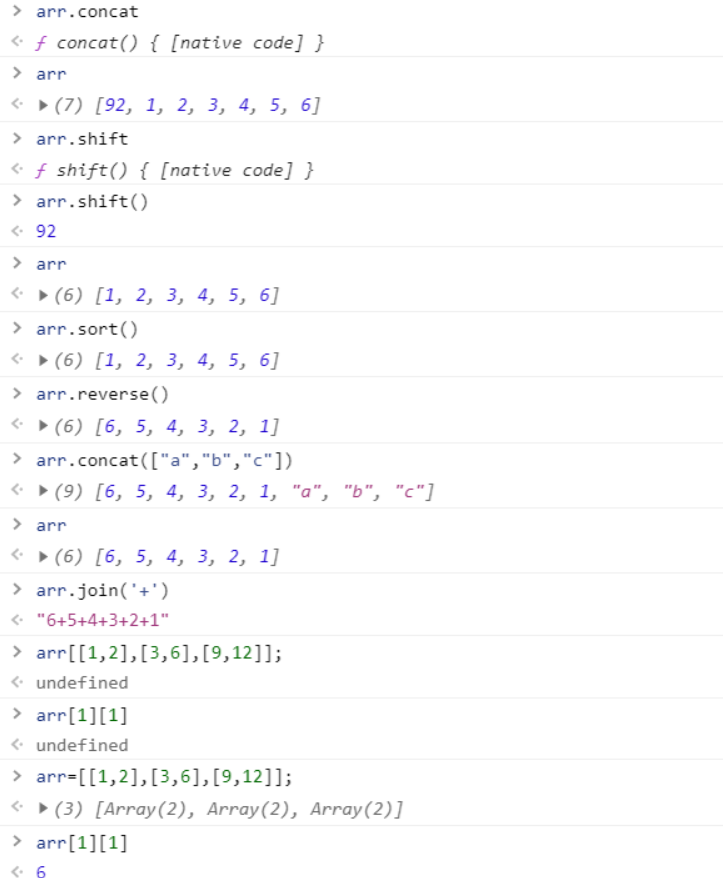 > arr.concat
<· ƒ concat() { [native code] }
> arr
<· ▶(7) [92, 1, 2, 3, 4, 5, 6]
> arr.shift
<· ƒ shift() { [native code] }
> arr.shift()
<· 92
> arr
<· ▶(6) [1, 2, 3, 4, 5, 6]
> arr.sort()
<· ▶(6) [1, 2, 3, 4, 5, 6]
> arr.reverse()
<· ▶(6) [6, 5, 4, 3, 2, 1]
> arr.concat(["a","b","c"])
<· ▶(9) [6, 5, 4, 3, 2, 1, "a", "b", "c"]
> arr
<· ▶(6) [6, 5, 4, 3, 2, 1]
> arr.join('+')
<· "6+5+4+3+2+1"
> arr[[1,2],[3,6],[9,12]];
<· undefined
> arr[1][1]
<· undefined
> arr=[[1,2],[3,6],[9,12]];
<· ▶(3) [Array(2), Array(2), Array(2)]
> arr[1][1]
<· 6